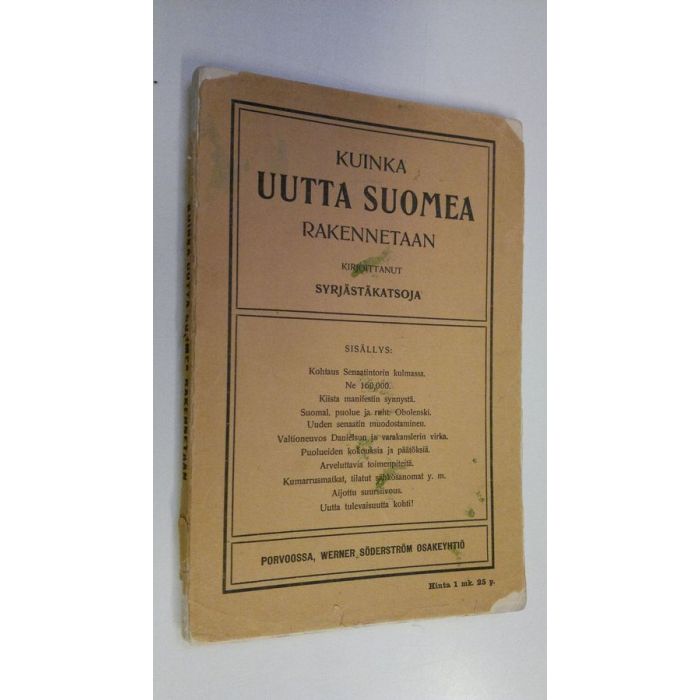 KUINKA
UUTTA SUOMEA
RAKENNETAAN
KIRJOITTANUT
SYRJÄSTÄKATSOJA
SISÄLLYS:
Kohtaus Senaatintorin kulmassa.
Ne 160,000.
Kiista manifestin synnystä.
Suomal. puolue ja ruht. Obolenski.
Uuden senaatin muodostaminen.
Valtioneuvos Danielson ja varakanslerin virka.
Puolueiden kokouksia ja päätöksiä.
Arveluttavia toimenpiteitä.
Kumarrusmatkat, tilatut sähkösanomat y. m.
Aijottu suursiivous.
Uutta tulevaisuutta kohti!
PORVOOSSA, WERNER SÖDERSTRÖM OSAKEYHTIÖ
Hinta 1 mk. 25 p.
KUINKA UUTTA SUOMEA RAKENNETAAN